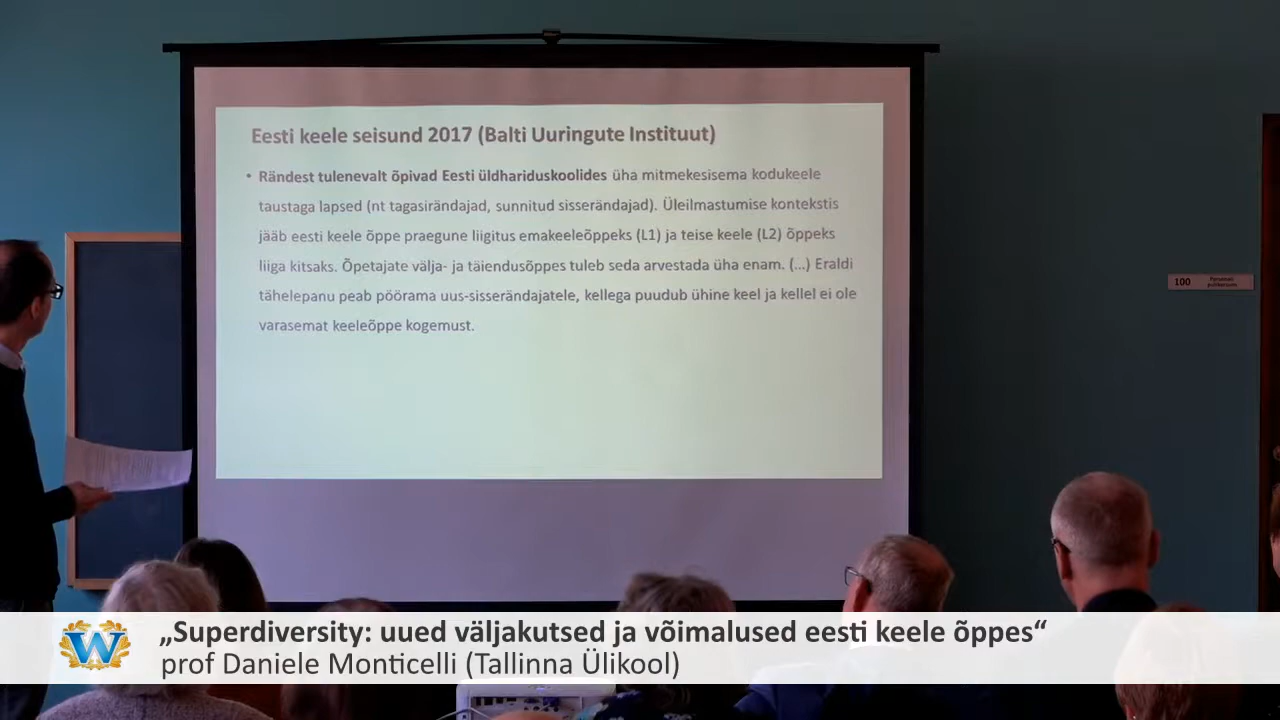 Eesti keele seisund 2017 (Balti Uuringute Instituut)
• Rändest tulenevalt õpivad Eesti üldhariduskoolides üha mitmekesisema kodukeele
taustaga lapsed (nt tagasirändajad, sunnitud sisserändajad). Üleilmastumise kontekstis
jääb eesti keele õppe praegune liigitus emakeeleõppeks (L1) ja teise keele (L2) õppeks
liiga kitsaks. Õpetajate välja- ja täiendusõppes tuleb seda arvestada üha enam. (...) Eraldi
tähelepanu peab pöörama uus-sisserändajatele, kellega puudub ühine keel ja kellel ei ole
varasemat keeleõppe kogemust.
100
W
„Superdiversity: uued väljakutsed ja võimalused eesti keele õppes“
prof Daniele Monticelli (Tallinna Ülikool)